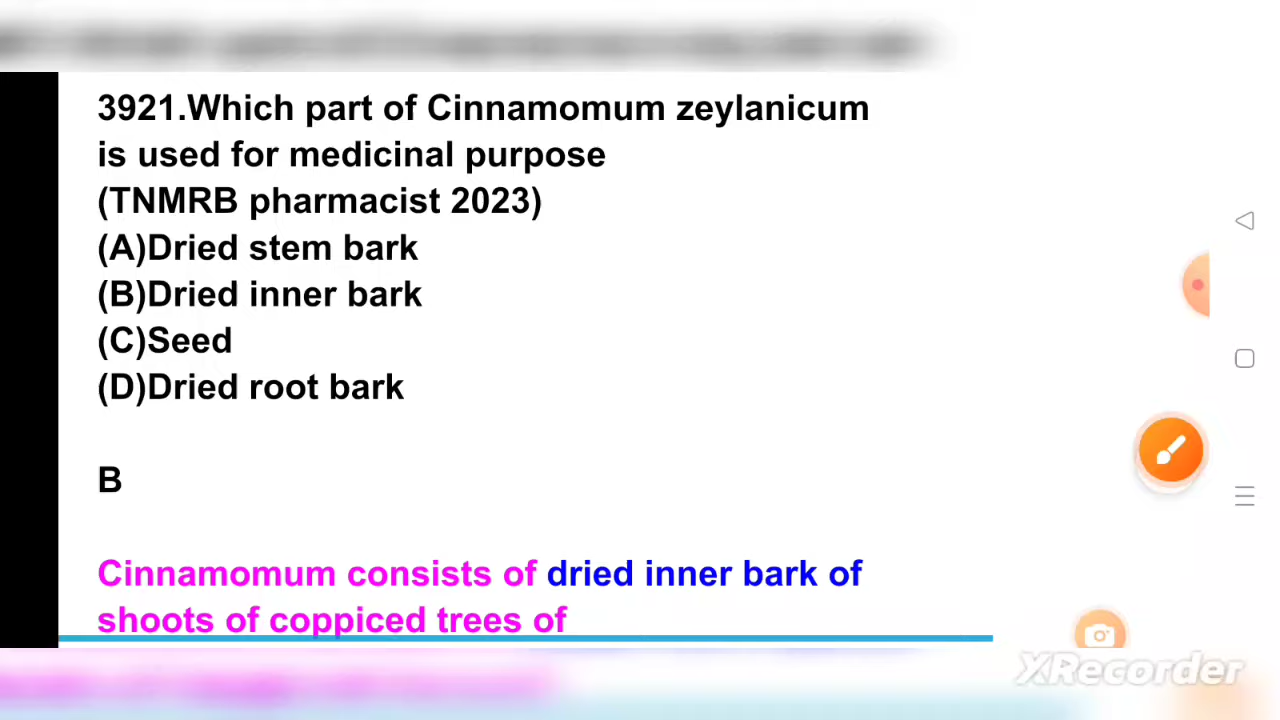 3921.Which part of Cinnamomum zeylanicum
is used for medicinal purpose
(TNMRB pharmacist 2023)
(A)Dried stem bark
(B)Dried inner bark
(C)Seed
(D)Dried root bark
B
Cinnamomum consists of dried inner bark of
shoots of coppiced trees of
XRecorder